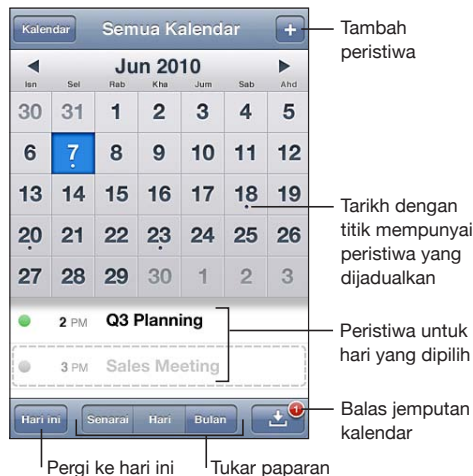 Kalendar Semua Kalendar +
Tambah
peristiwa
Jun 2010
Isn Sel Rab Kha Jum Sab Ahd
30 31 1 2 3 4 5
6 7 8 9 10 11 12
13 14 15 16 17 18 19
20 21 22 23 24 25 26
27 28 29 30 1 2 3
Tarikh dengan
titik mempunyai
peristiwa yang
dijadualkan
2 PM Q3 Planning
3 PM Sales Meeting
Peristiwa untuk
hari yang dipilih
Hari ini Senarai Hari Bulan 1
Balas jemputan
kalendar
Pergi ke hari ini
Tukar paparan